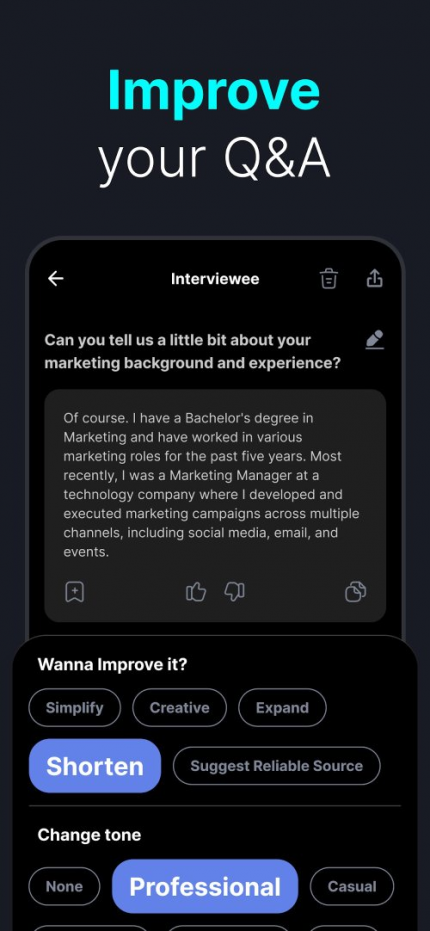 Improve
your Q&A
Interviewee
Can you tell us a little bit about your
marketing background and experience?
Of course. I have a Bachelor's degree in
Marketing and have worked in various
marketing roles for the past five years. Most
recently, I was a Marketing Manager at a
technology company where I developed and
executed marketing campaigns across multiple
channels, including social media, email, and
events.
Wanna Improve it?
Simplify Creative Expand
Shorten Suggest Reliable Source
Change tone
None Professional Casual